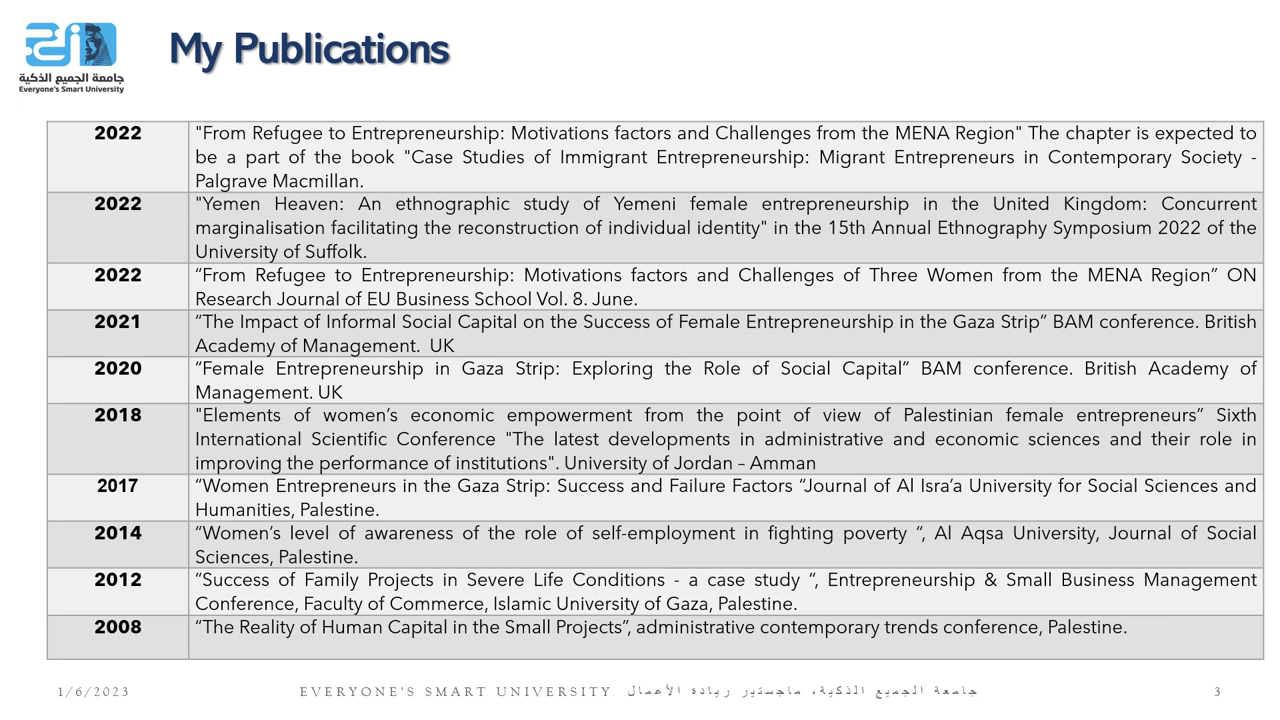 جامعة الجميع الذكية
Everyone's Smart University
My Publications
2022
"From Refugee to Entrepreneurship: Motivations factors and Challenges from the MENA Region" The chapter is expected to
be a part of the book "Case Studies of Immigrant Entrepreneurship: Migrant Entrepreneurs in Contemporary Society -
Palgrave Macmillan.
2022
"Yemen Heaven: An ethnographic study of Yemeni female entrepreneurship in the United Kingdom: Concurrent
marginalisation facilitating the reconstruction of individual identity" in the 15th Annual Ethnography Symposium 2022 of the
University of Suffolk.
2022
“From Refugee to Entrepreneurship: Motivations factors and Challenges of Three Women from the MENA Region” ON
Research Journal of EU Business School Vol. 8. June.
2021
“The Impact of Informal Social Capital on the Success of Female Entrepreneurship in the Gaza Strip” BAM conference. British
Academy of Management. UK
2020
“Female Entrepreneurship in Gaza Strip: Exploring the Role of Social Capital” BAM conference. British Academy of
Management. UK
2018
"Elements of women’s economic empowerment from the point of view of Palestinian female entrepreneurs” Sixth
International Scientific Conference "The latest developments in administrative and economic sciences and their role in
improving the performance of institutions". University of Jordan – Amman
2017
“Women Entrepreneurs in the Gaza Strip: Success and Failure Factors “Journal of Al Isra’a University for Social Sciences and
Humanities, Palestine.
2014
“Women’s level of awareness of the role of self-employment in fighting poverty “, Al Aqsa University, Journal of Social
Sciences, Palestine.
2012
“Success of Family Projects in Severe Life Conditions - a case study “, Entrepreneurship & Small Business Management
Conference, Faculty of Commerce, Islamic University of Gaza, Palestine.
2008
“The Reality of Human Capital in the Small Projects”, administrative contemporary trends conference, Palestine.
1/6/2023
EVERYONE'S SMART UNIVERSITY جامعة الجميع الذكية، ماجستير ريادة الأعمال
3